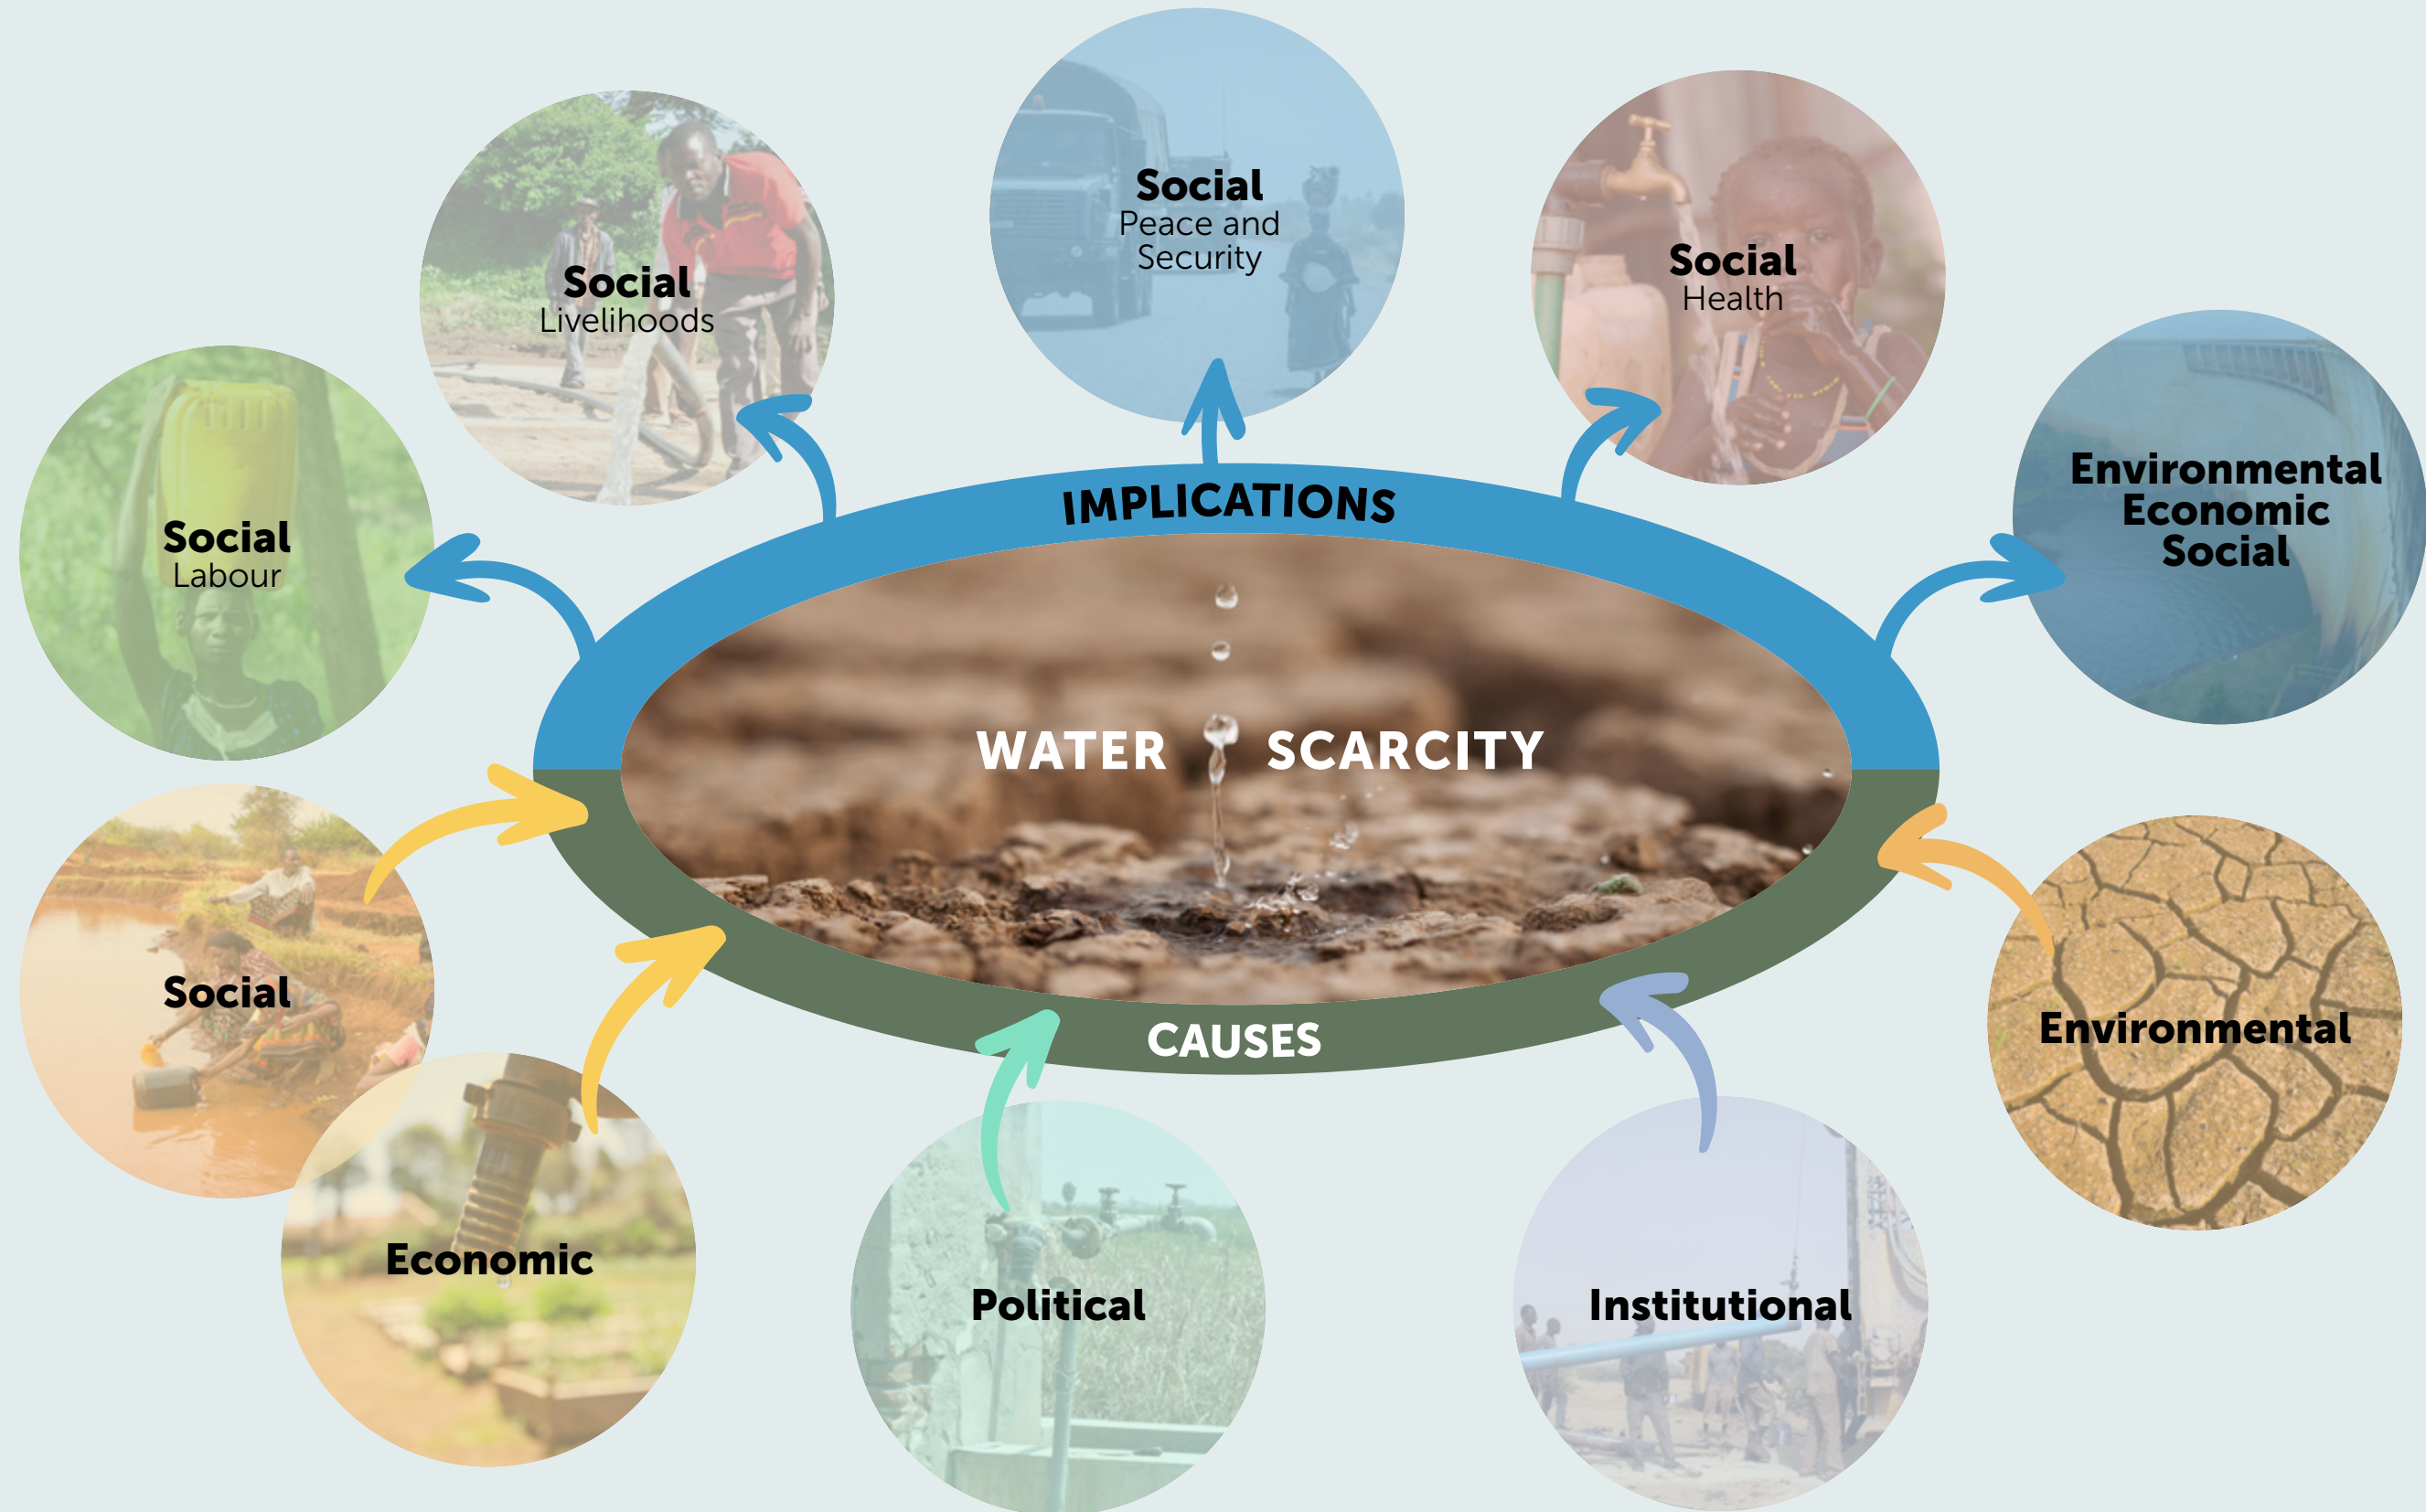 Social
Peace and
Security
Social
Health
Social
Livelihoods
Environmental
Economic
Social
IMPLICATIONS
Social
Labour
WATER SCARCITY
Social
Environmental
CAUSES
Economic
Political
Institutional